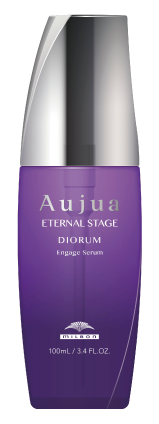 Aujua
ETERNAL STAGE
DIORUM
Engage Serum
MILBON
100mL / 3.4 FL.OZ.